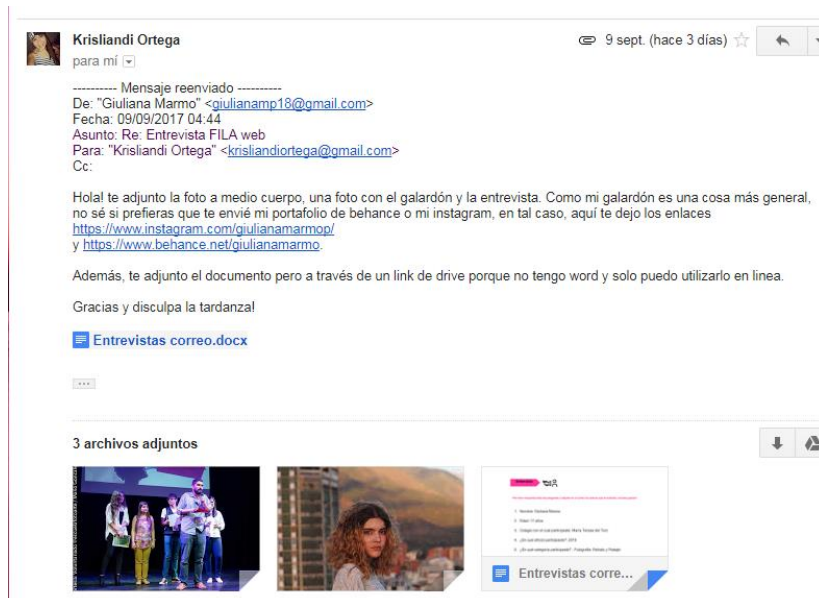 Krisliandi Ortega
9 sept. (hace 3 días)
para mí
---------- Mensaje reenviado ----------
De: "Giuliana Marmo" <giulianamp18@gmail.com>
Fecha: 09/09/2017 04:44
Asunto: Re: Entrevista FILA web
Para: "Krisliandi Ortega" <krisliandiortega@gmail.com>
Cc:
Hola! te adjunto la foto a medio cuerpo, una foto con el galardón y la entrevista. Como mi galardón es una cosa más general,
no sé si prefieras que te envié mi portafolio de behance o mi instagram, en tal caso, aquí te dejo los enlaces
https://www.instagram.com/giulianamarmop/
y https://www.behance.net/giulianamarmo.
Además, te adjunto el documento pero a través de un link de drive porque no tengo word y solo puedo utilizarlo en linea.
Gracias y disculpa la tardanza!
Entrevistas correo.docx
3 archivos adjuntos
Entrevistas corre...